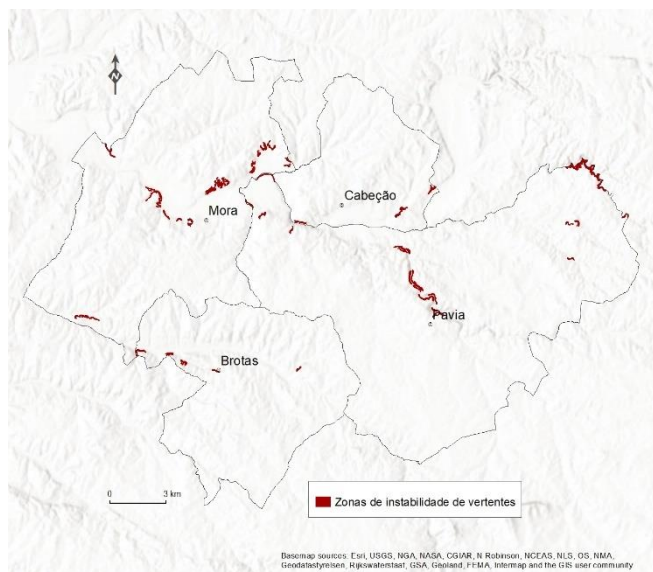 N
Cabeção
Mora
Pavia
Brotas
0 3 km
Zonas de instabilidade de vertentes
Basemap sources: Esri, USGS, NGA, NASA, CGIAR, N Robinson, NCEAS, NLS, OS, NMA,
Geodatastyrelsen, Rijkswaterstaat, GSA, Geoland, FEMA, Intermap and the GIS user community